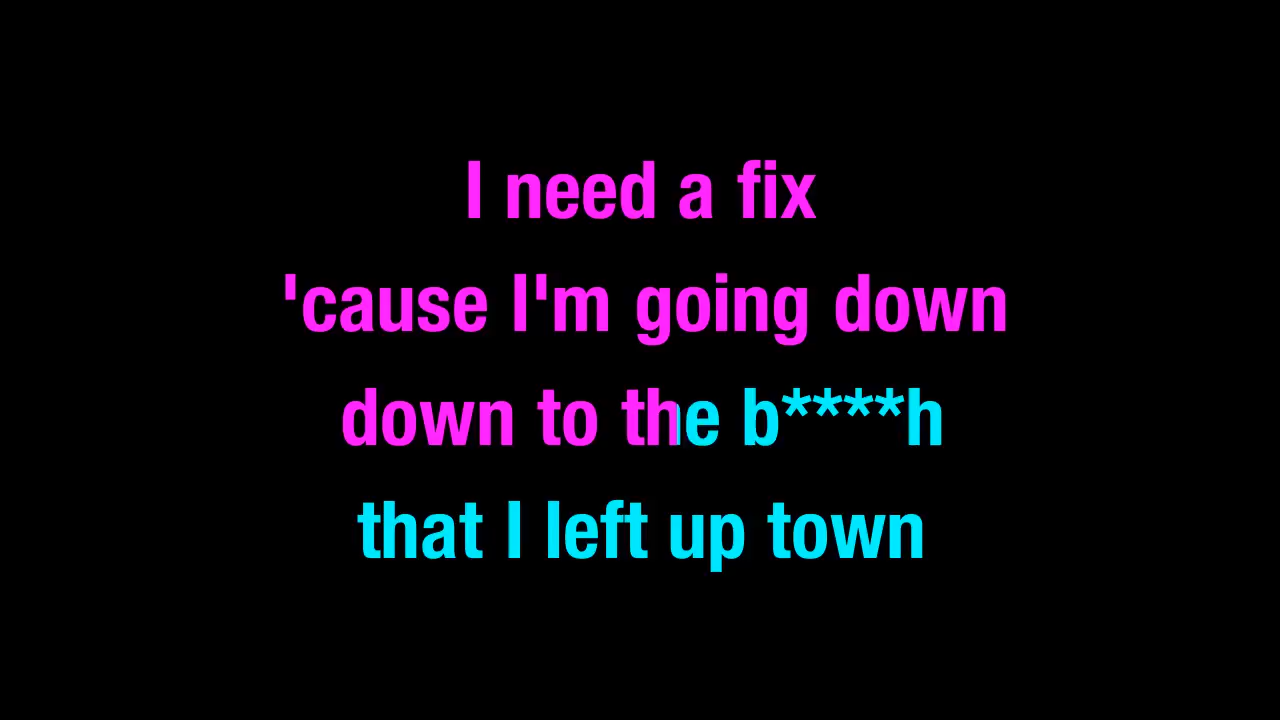 I need a fix
'cause I'm going down
down to the b****h
that I left up town